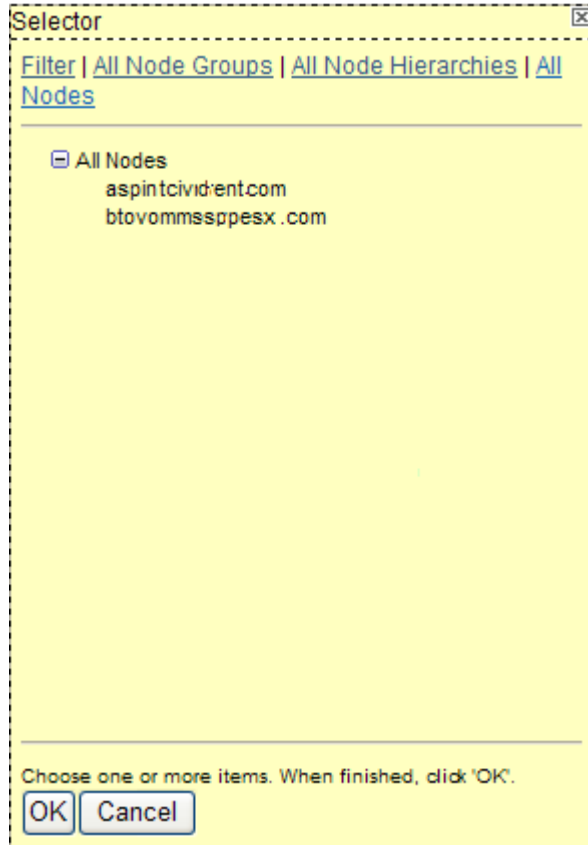 Selector
Filter | All Node Groups | All Node Hierarchies | All
Nodes
All Nodes
.com
Choose one or more items. When finished, click 'OK'.
OK Cancel